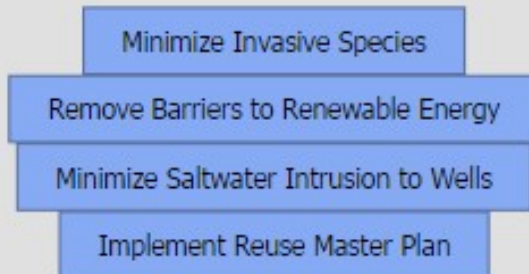 Minimize Invasive Species
Remove Barriers to Renewable Energy
Minimize Saltwater Intrusion to Wells
Implement Reuse Master Plan